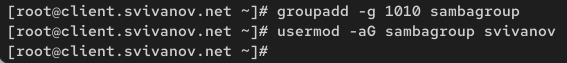 [root@client.svivanov.net ~]# groupadd -g 1010 sambagroup
[root@client.svivanov.net ~]# usermod -aG sambagroup svivanov
[root@client.svivanov.net ~]#